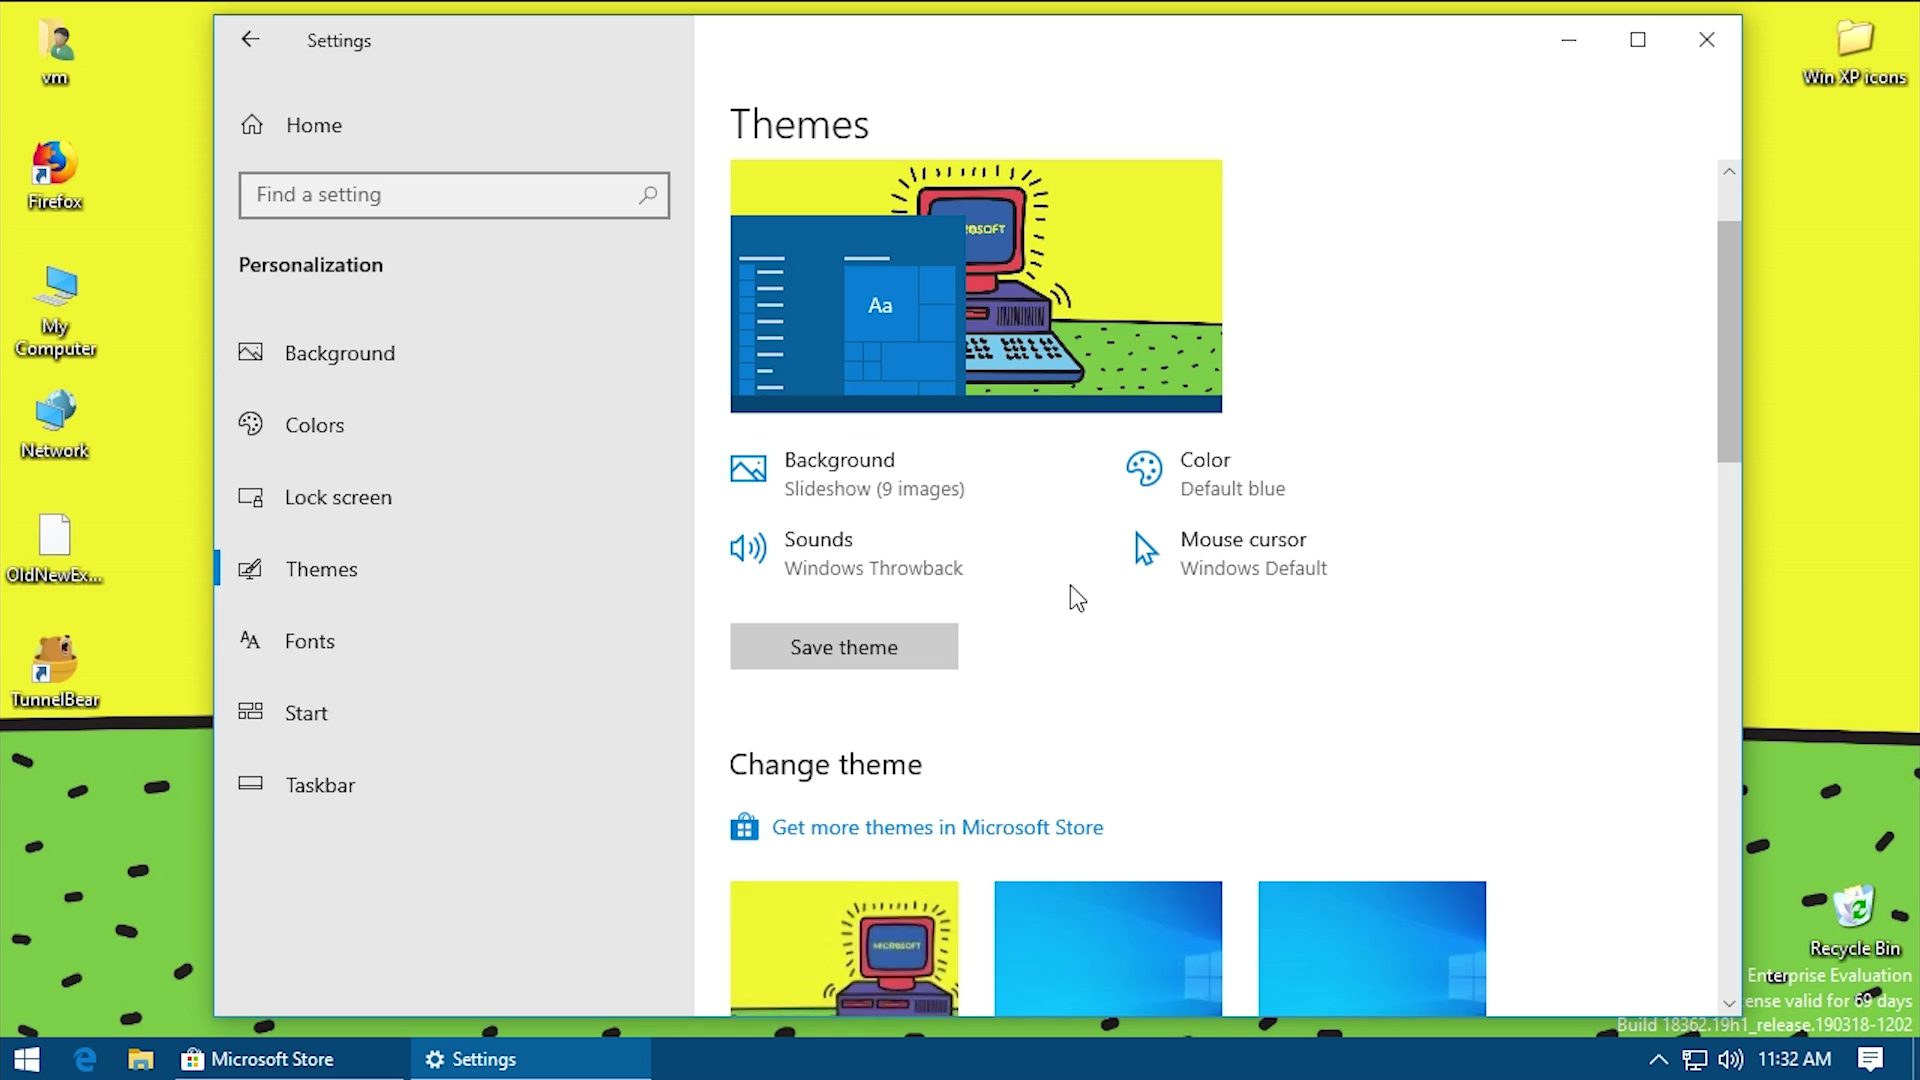 vm
Firefox
My
Computer
Network
OldNewEx...
TunnelBear
Win XP icons
Recycle Bin
Settings
Home
Find a setting
Personalization
Background
Colors
Lock screen
Themes
Fonts
Start
Taskbar
Themes
OSOFT
Aa
Background
Slideshow (9 images)
Color
Default blue
Sounds
Windows Throwback
Mouse cursor
Windows Default
Save theme
Change theme
Get more themes in Microsoft Store
MICROSOFT
Enterprise Evaluation
ense valid for 69 days
Build 18362.19h1_release.190318-1202
Microsoft Store
Settings
11:32 AM